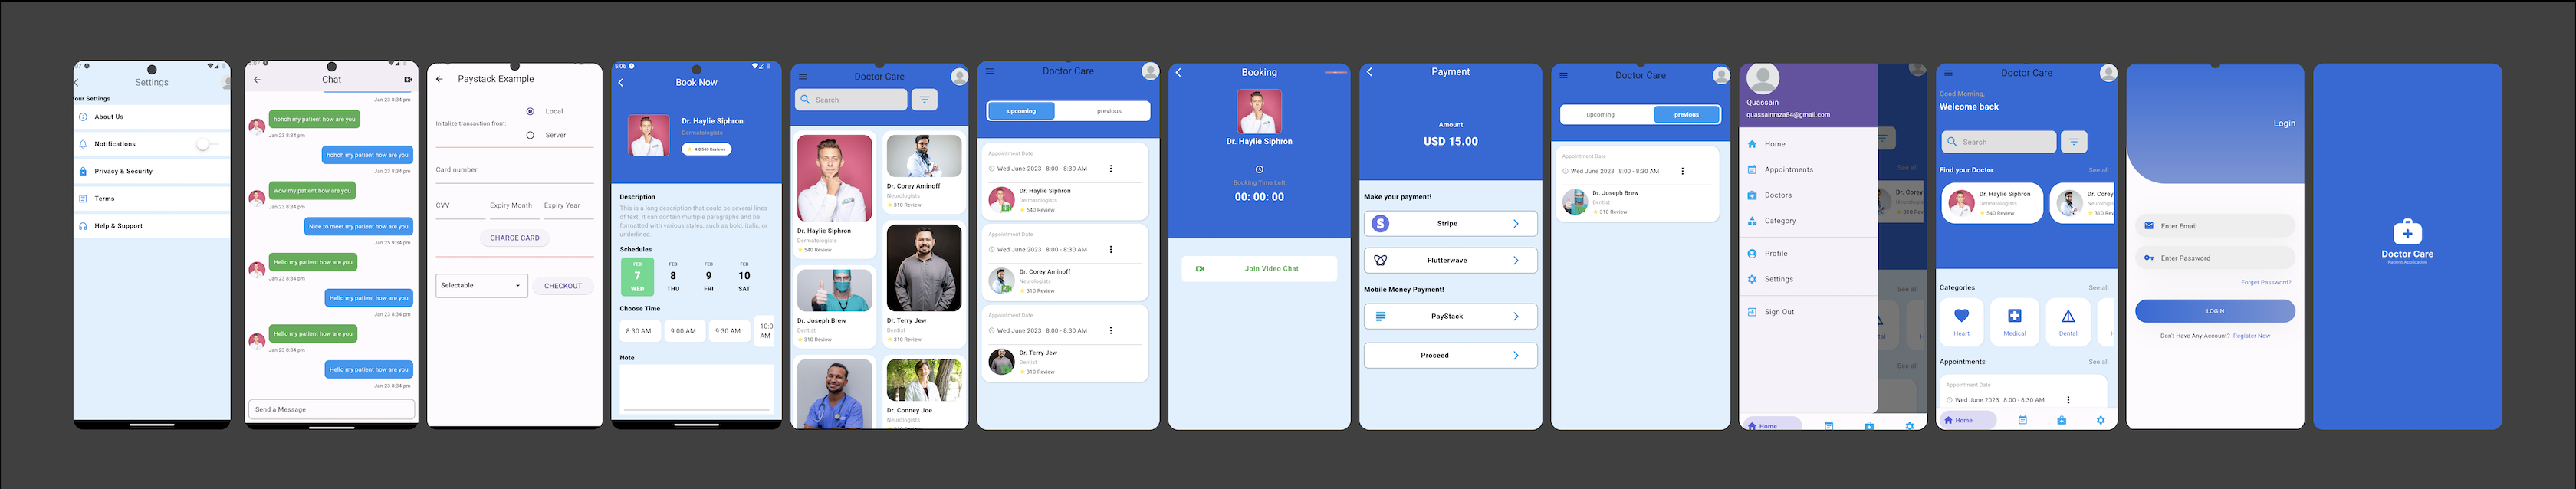 Settings
Your Settings
About Us
Notifications
Privacy & Security
Terms
Help & Support
Chat
Jan 23 8:34 pm
hohoh my patient how are you
Jan 23 8:34 pm
hohoh my patient how are you
Jan 23 8:34 pm
wow my patient how are you
Jan 23 8:34 pm
Nice to meet my patient how are you
Jan 25 9:34 pm
Hello my patient how are you
Jan 23 8:34 pm
Hello my patient how are you
Jan 23 8:34 pm
Hello my patient how are you
Jan 23 8:34 pm
Hello my patient how are you
Jan 23 8:34 pm
Send a Message
Paystack Example
Local
Initalize transaction from:
Server
Card number
CVV Expiry Month Expiry Year
CHARGE CARD
Selectable
CHECKOUT
5:06
Book Now
Dr. Haylie Siphron
Dermatologists
4.9 540 Reviews
Description
This is a long description that could be several lines
of text. It can contain multiple paragraphs and be
formatted with various styles, such as bold, italic, or
underlined.
Schedules
FEB FEB FEB FEB
7 8 9 10
WED THU FRI SAT
Choose Time
8:30 AM 9:00 AM 9:30 AM 10:0
AM
Note
Doctor Care
Search
Dr. Haylie Siphron
Dermatologists
540 Review
Dr. Corey Aminoff
Neurologists
310 Review
Dr. Joseph Brew
Dentist
310 Review
Dr. Terry Jew
Dentist
310 Review
Dr. Conney Joe
Neurologists
Doctor Care
upcoming previous
Appointment Date
Wed June 2023 8:00 - 8:30 AM
Dr. Haylie Siphron
Dermatologists
540 Review
Appointment Date
Wed June 2023 8:00 - 8:30 AM
Dr. Corey Aminoff
Neurologists
310 Review
Appointment Date
Wed June 2023 8:00 - 8:30 AM
Dr. Terry Jew
Dentist
310 Review
Booking
Dr. Haylie Siphron
Booking Time Left
00: 00: 00
Join Video Chat
Payment
Amount
USD 15.00
Make your payment!
Stripe
Flutterwave
Mobile Money Payment!
PayStack
Proceed
Doctor Care
upcoming previous
Appointment Date
Wed June 2023 8:00 - 8:30 AM
Dr. Joseph Brew
Dentist
310 Review
Quassain
quassainraza84@gmail.com
Home
Appointments
Doctors
Category
Profile
Settings
Sign Out
See all
Dr. Corey
See all
See all
Home
Doctor Care
Good Morning,
Welcome back
Search
Find your Doctor See all
Dr. Haylie Siphron
Dermatologists
540 Review
Dr. Corey
Neurologis
310 Re
Categories See all
Heart Medical Dental H
Appointments See all
Appointment Date
Wed June 2023 8:00 - 8:30 AM
Home
Login
Enter Email
Enter Password
Forget Password?
LOGIN
Don't Have Any Account? Register Now
Doctor Care
Patient Application